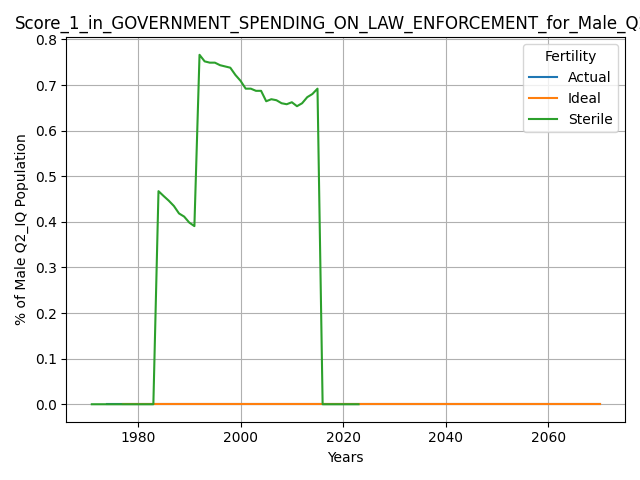 Score_1_in_GOVERNMENT_SPENDING_ON_LAW_ENFORCEMENT_for_Male_Q
0.8
0.7
0.6
0.5
0.4
0.3
0.2
0.1
0.0
% of Male Q2_IQ Population
Fertility
Actual
Ideal
Sterile
1980 2000 2020 2040 2060
Years